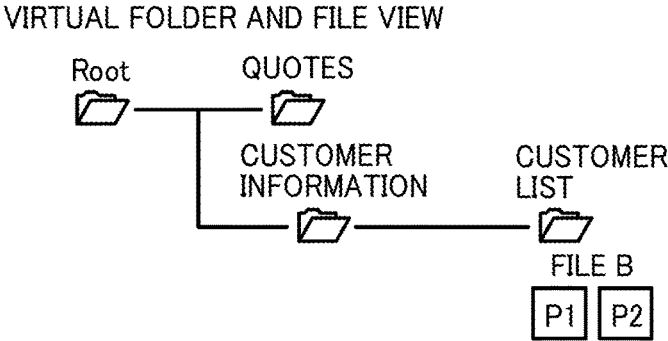 VIRTUAL FOLDER AND FILE VIEW
Root
QUOTES
CUSTOMER
INFORMATION
CUSTOMER
LIST
FILE B
P1 P2